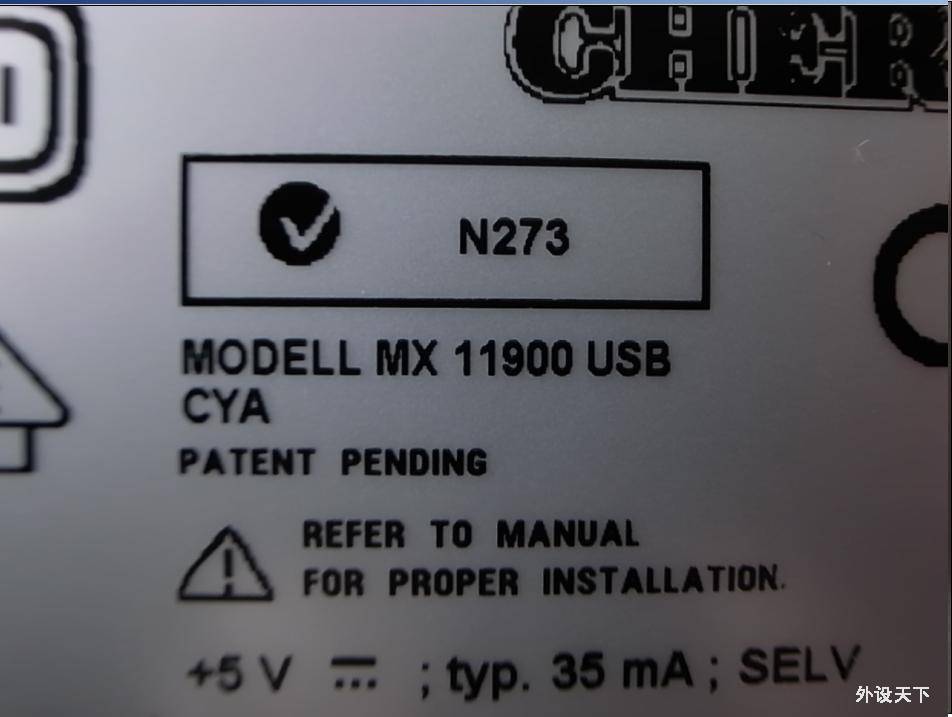 CHER
N273
MODELL MX 11900 USB
CYA
PATENT PENDING
REFER TO MANUAL
FOR PROPER INSTALLATION.
+5 V ⎓ ; typ. 35 mA ; SELV
外设天下